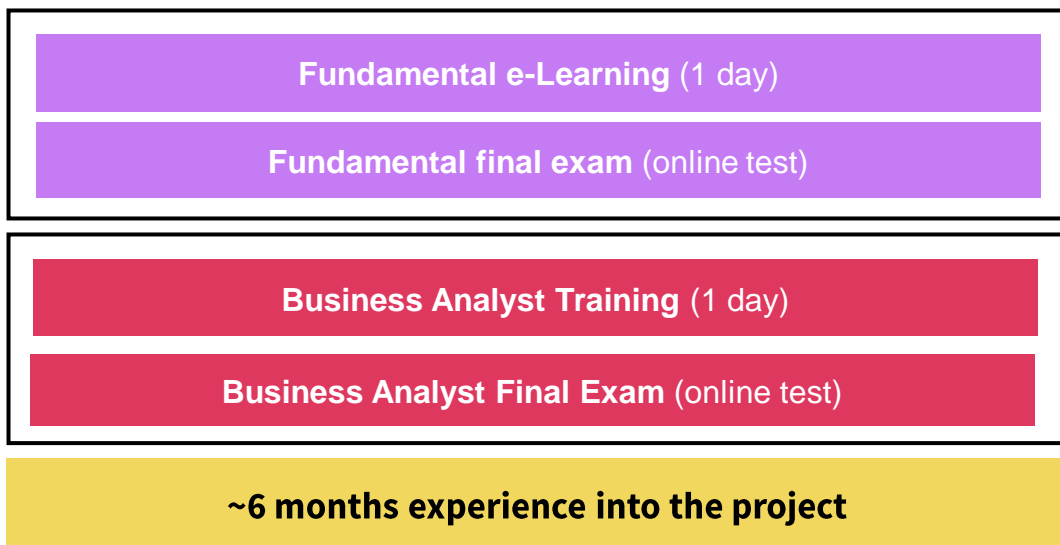 Fundamental e-Learning (1 day)
Fundamental final exam (online test)
Business Analyst Training (1 day)
Business Analyst Final Exam (online test)
~6 months experience into the project